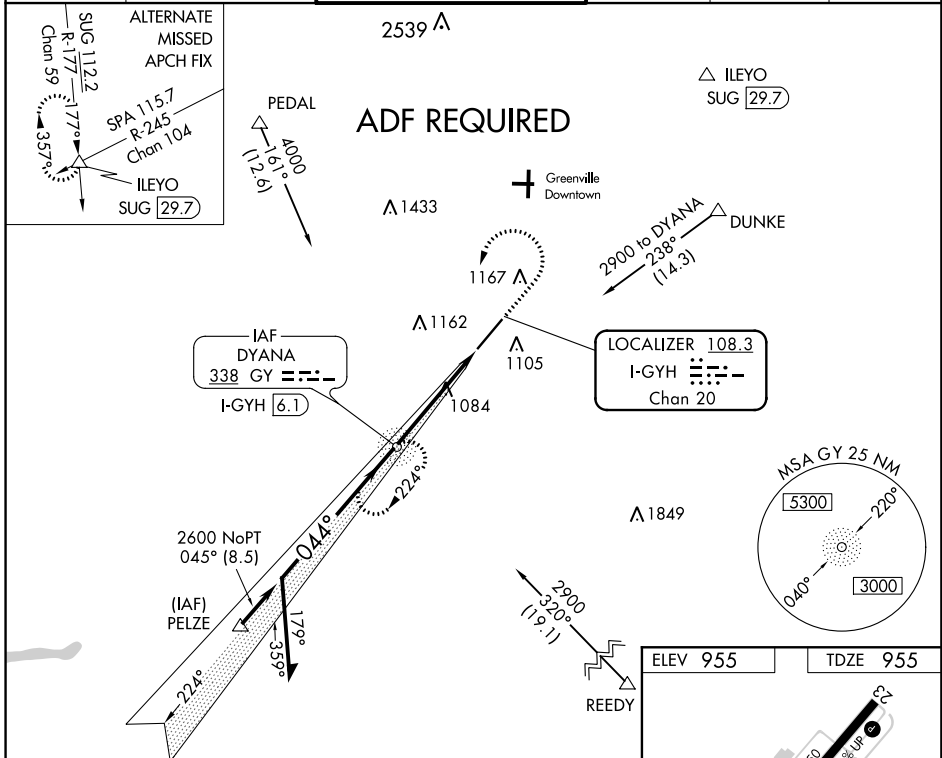 ALTERNATE
MISSED
APCH FIX
SUG 112.2
R-177
Chan 59
177°
357°
SPA 115.7
R-245
Chan 104
ILEYO
SUG 29.7
2539
ILEYO
SUG 29.7
PEDAL
4000
161°
(12.6)
ADF REQUIRED
Greenville
Downtown
1433
DUNKE
2900 to DYANA
238°
(14.3)
1167
1162
1105
IAF
DYANA
338 GY
I-GYH 6.1
LOCALIZER 108.3
I-GYH
Chan 20
1084
224°
MSA GY 25 NM
5300
220°
040°
3000
1849
044°
2600 NoPT
045° (8.5)
(IAF)
PELZE
179°
359°
224°
2900
320°
(19.1)
REEDY
ELEV 955
TDZE 955
23
% UP
P